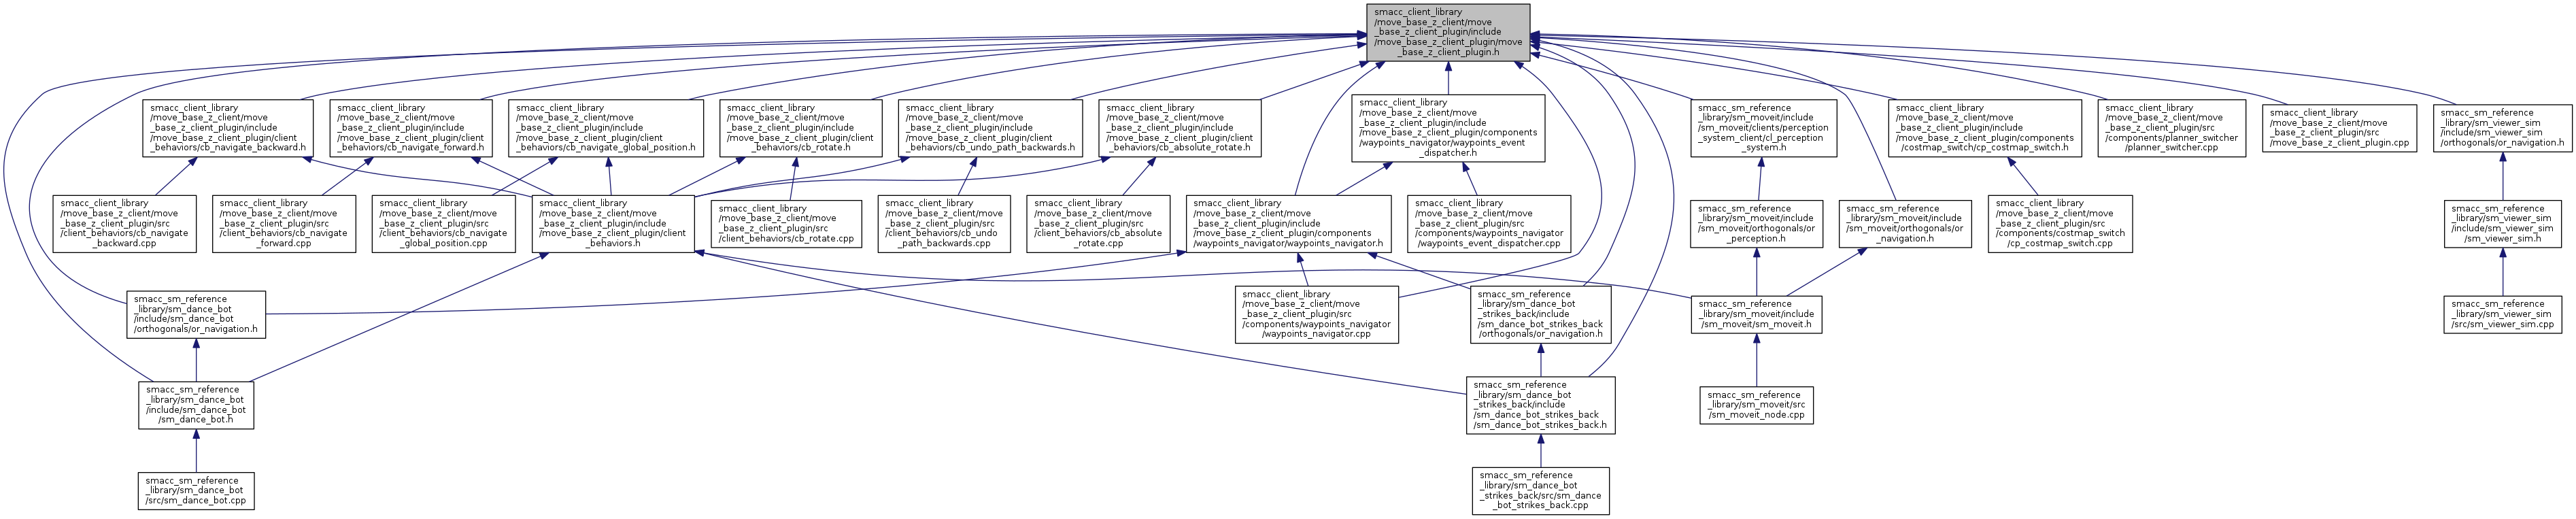 smacc_client_library
/move_base_z_client/move
_base_z_client_plugin/include
/move_base_z_client_plugin/move
_base_z_client_plugin.h
smacc_client_library
/move_base_z_client/move
_base_z_client_plugin/include
/move_base_z_client_plugin/client
_behaviors/cb_navigate_backward.h
smacc_client_library
/move_base_z_client/move
_base_z_client_plugin/include
/move_base_z_client_plugin/client
_behaviors/cb_navigate_forward.h
smacc_client_library
/move_base_z_client/move
_base_z_client_plugin/include
/move_base_z_client_plugin/client
_behaviors/cb_navigate_global_position.h
smacc_client_library
/move_base_z_client/move
_base_z_client_plugin/include
/move_base_z_client_plugin/client
_behaviors/cb_rotate.h
smacc_client_library
/move_base_z_client/move
_base_z_client_plugin/include
/move_base_z_client_plugin/client
_behaviors/cb_undo_path_backwards.h
smacc_client_library
/move_base_z_client/move
_base_z_client_plugin/include
/move_base_z_client_plugin/client
_behaviors/cb_absolute_rotate.h
smacc_client_library
/move_base_z_client/move
_base_z_client_plugin/include
/move_base_z_client_plugin/components
/waypoints_navigator/waypoints_event
_dispatcher.h
smacc_sm_reference
_library/sm_moveit/include
/sm_moveit/clients/perception
_system_client/cl_perception
_system.h
smacc_client_library
/move_base_z_client/move
_base_z_client_plugin/include
/move_base_z_client_plugin/components
/costmap_switch/cp_costmap_switch.h
smacc_client_library
/move_base_z_client/move
_base_z_client_plugin/src
/components/planner_switcher
/planner_switcher.cpp
smacc_client_library
/move_base_z_client/move
_base_z_client_plugin/src
/move_base_z_client_plugin.cpp
smacc_sm_reference
_library/sm_viewer_sim
/include/sm_viewer_sim
/orthogonals/or_navigation.h
smacc_client_library
/move_base_z_client/move
_base_z_client_plugin/src
/client_behaviors/cb_navigate
_backward.cpp
smacc_client_library
/move_base_z_client/move
_base_z_client_plugin/src
/client_behaviors/cb_navigate
_forward.cpp
smacc_client_library
/move_base_z_client/move
_base_z_client_plugin/src
/client_behaviors/cb_navigate
_global_position.cpp
smacc_client_library
/move_base_z_client/move
_base_z_client_plugin/include
/move_base_z_client_plugin/client
_behaviors.h
smacc_client_library
/move_base_z_client/move
_base_z_client_plugin/src
/client_behaviors/cb_rotate.cpp
smacc_client_library
/move_base_z_client/move
_base_z_client_plugin/src
/client_behaviors/cb_undo
_path_backwards.cpp
smacc_client_library
/move_base_z_client/move
_base_z_client_plugin/src
/client_behaviors/cb_absolute
_rotate.cpp
smacc_client_library
/move_base_z_client/move
_base_z_client_plugin/include
/move_base_z_client_plugin/components
/waypoints_navigator/waypoints_navigator.h
smacc_client_library
/move_base_z_client/move
_base_z_client_plugin/src
/components/waypoints_navigator
/waypoints_event_dispatcher.cpp
smacc_sm_reference
_library/sm_moveit/include
/sm_moveit/orthogonals/or
_perception.h
smacc_sm_reference
_library/sm_moveit/include
/sm_moveit/orthogonals/or
_navigation.h
smacc_client_library
/move_base_z_client/move
_base_z_client_plugin/src
/components/costmap_switch
/cp_costmap_switch.cpp
smacc_sm_reference
_library/sm_viewer_sim
/include/sm_viewer_sim
/sm_viewer_sim.h
smacc_sm_reference
_library/sm_dance_bot
/include/sm_dance_bot
/orthogonals/or_navigation.h
smacc_client_library
/move_base_z_client/move
_base_z_client_plugin/src
/components/waypoints_navigator
/waypoints_navigator.cpp
smacc_sm_reference
_library/sm_dance_bot
_strikes_back/include
/sm_dance_bot_strikes_back
/orthogonals/or_navigation.h
smacc_sm_reference
_library/sm_moveit/include
/sm_moveit/sm_moveit.h
smacc_sm_reference
_library/sm_viewer_sim
/src/sm_viewer_sim.cpp
smacc_sm_reference
_library/sm_dance_bot
/include/sm_dance_bot
/sm_dance_bot.h
smacc_sm_reference
_library/sm_dance_bot
_strikes_back/include
/sm_dance_bot_strikes_back
/sm_dance_bot_strikes_back.h
smacc_sm_reference
_library/sm_moveit/src
/sm_moveit_node.cpp
smacc_sm_reference
_library/sm_dance_bot
/src/sm_dance_bot.cpp
smacc_sm_reference
_library/sm_dance_bot
_strikes_back/src/sm_dance
_bot_strikes_back.cpp